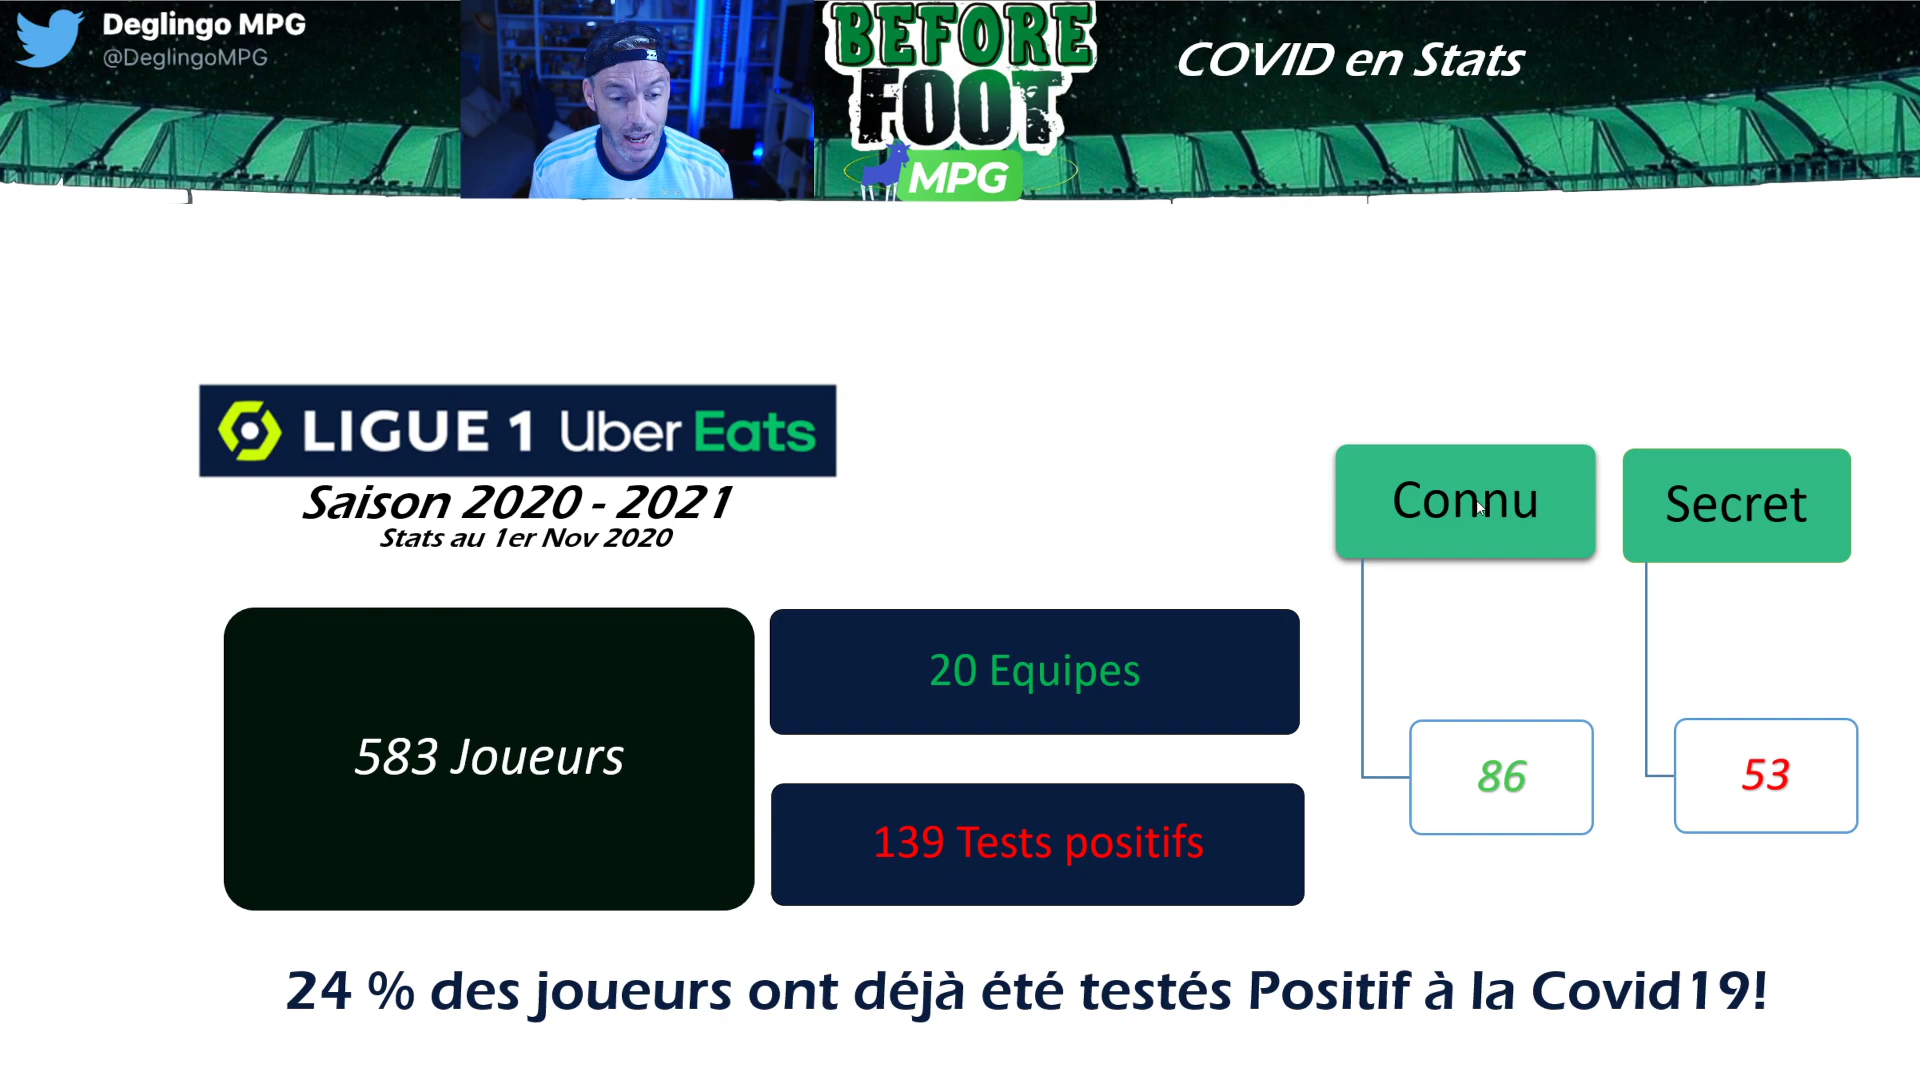 Deglingo MPG
@DeglingoMPG
BEFORE
FOOT
MPG
COVID en Stats
LIGUE 1 Uber Eats
Saison 2020 - 2021
Stats au 1er Nov 2020
Connu
Secret
583 Joueurs
20 Equipes
139 Tests positifs
86
53
24 % des joueurs ont déjà été testés Positif à la Covid19!